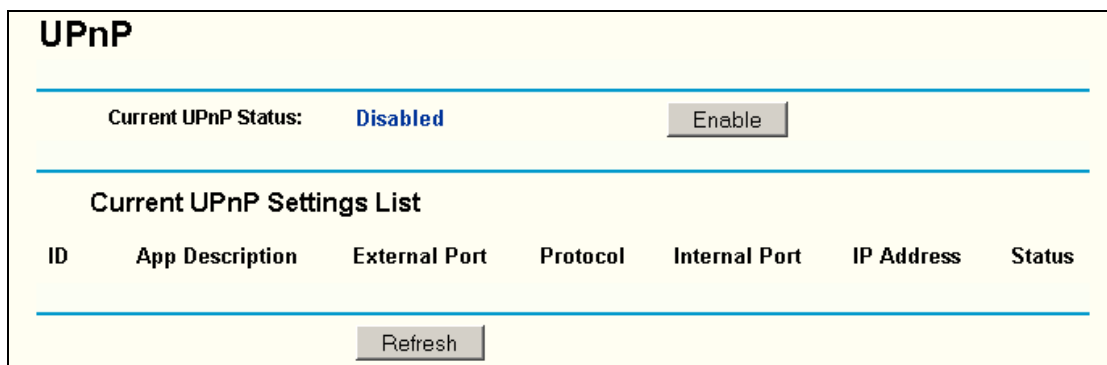 UPnP
Current UPnP Status: Disabled Enable
Current UPnP Settings List
ID App Description External Port Protocol Internal Port IP Address Status
Refresh